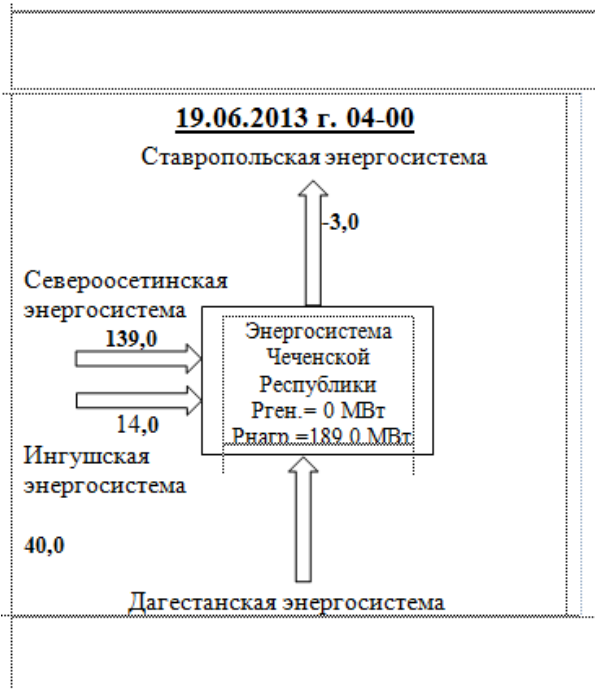 19.06.2013 г. 04-00
Ставропольская энергосистема
-3,0
Североосетинская
энергосистема
139,0
Энергосистема
Чеченской
Республики
Рген.= 0 МВт
Рнагр.=189,0 МВт
14,0
Ингушская
энергосистема
40,0
Дагестанская энергосистема